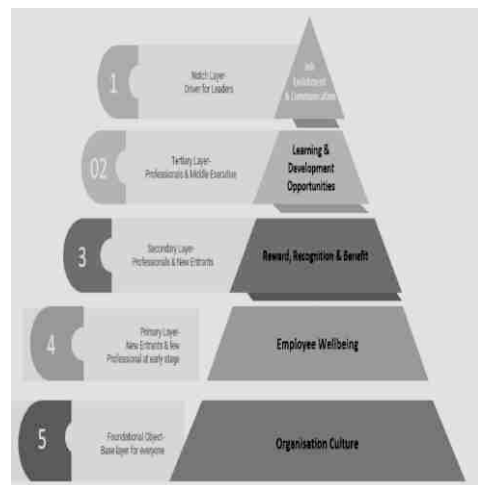 1
Notch Layer-
Driver for Leaders
Job
Enrichment
& Communication
02
Tertiary Layer-
Professionals & Middle Executive
Learning &
Development
Opportunities
3
Secondary Layer-
Professionals & New Entrants
Reward, Recognition & Benefit
4
Primary Layer-
New Entrants & few
Professional at early stage
Employee Wellbeing
5
Foundational Object-
Base layer for everyone
Organisation Culture